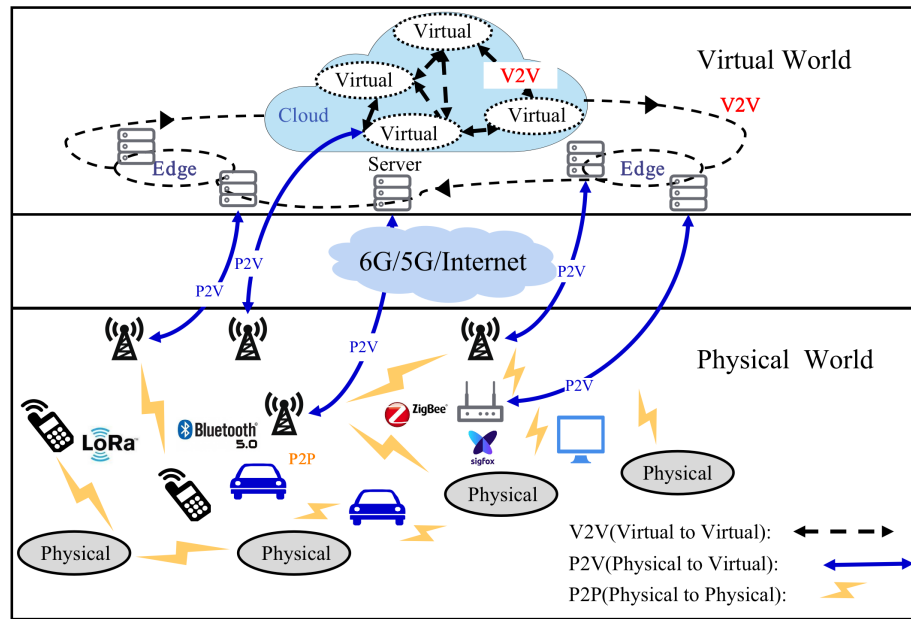 Virtual
Virtual World
Virtual
V2V
V2V
Cloud
Virtual
Virtual
Server
Edge
Edge
6G/5G/Internet
P2V
P2V
P2V
P2V
Physical World
P2V
ZigBee
LoRa™
Bluetooth®
5.0
sigfox
P2P
Physical
Physical
Physical
Physical
V2V(Virtual to Virtual):
P2V(Physical to Virtual):
P2P(Physical to Physical):